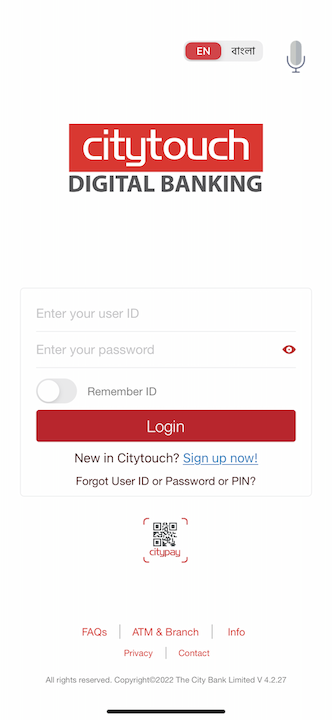 EN বাংলা
citytouch
DIGITAL BANKING
Enter your user ID
Enter your password
Remember ID
Login
New in Citytouch? Sign up now!
Forgot User ID or Password or PIN?
citypay
FAQs ATM & Branch Info
Privacy Contact
All rights reserved. Copyright©2022 The City Bank Limited V 4.2.27